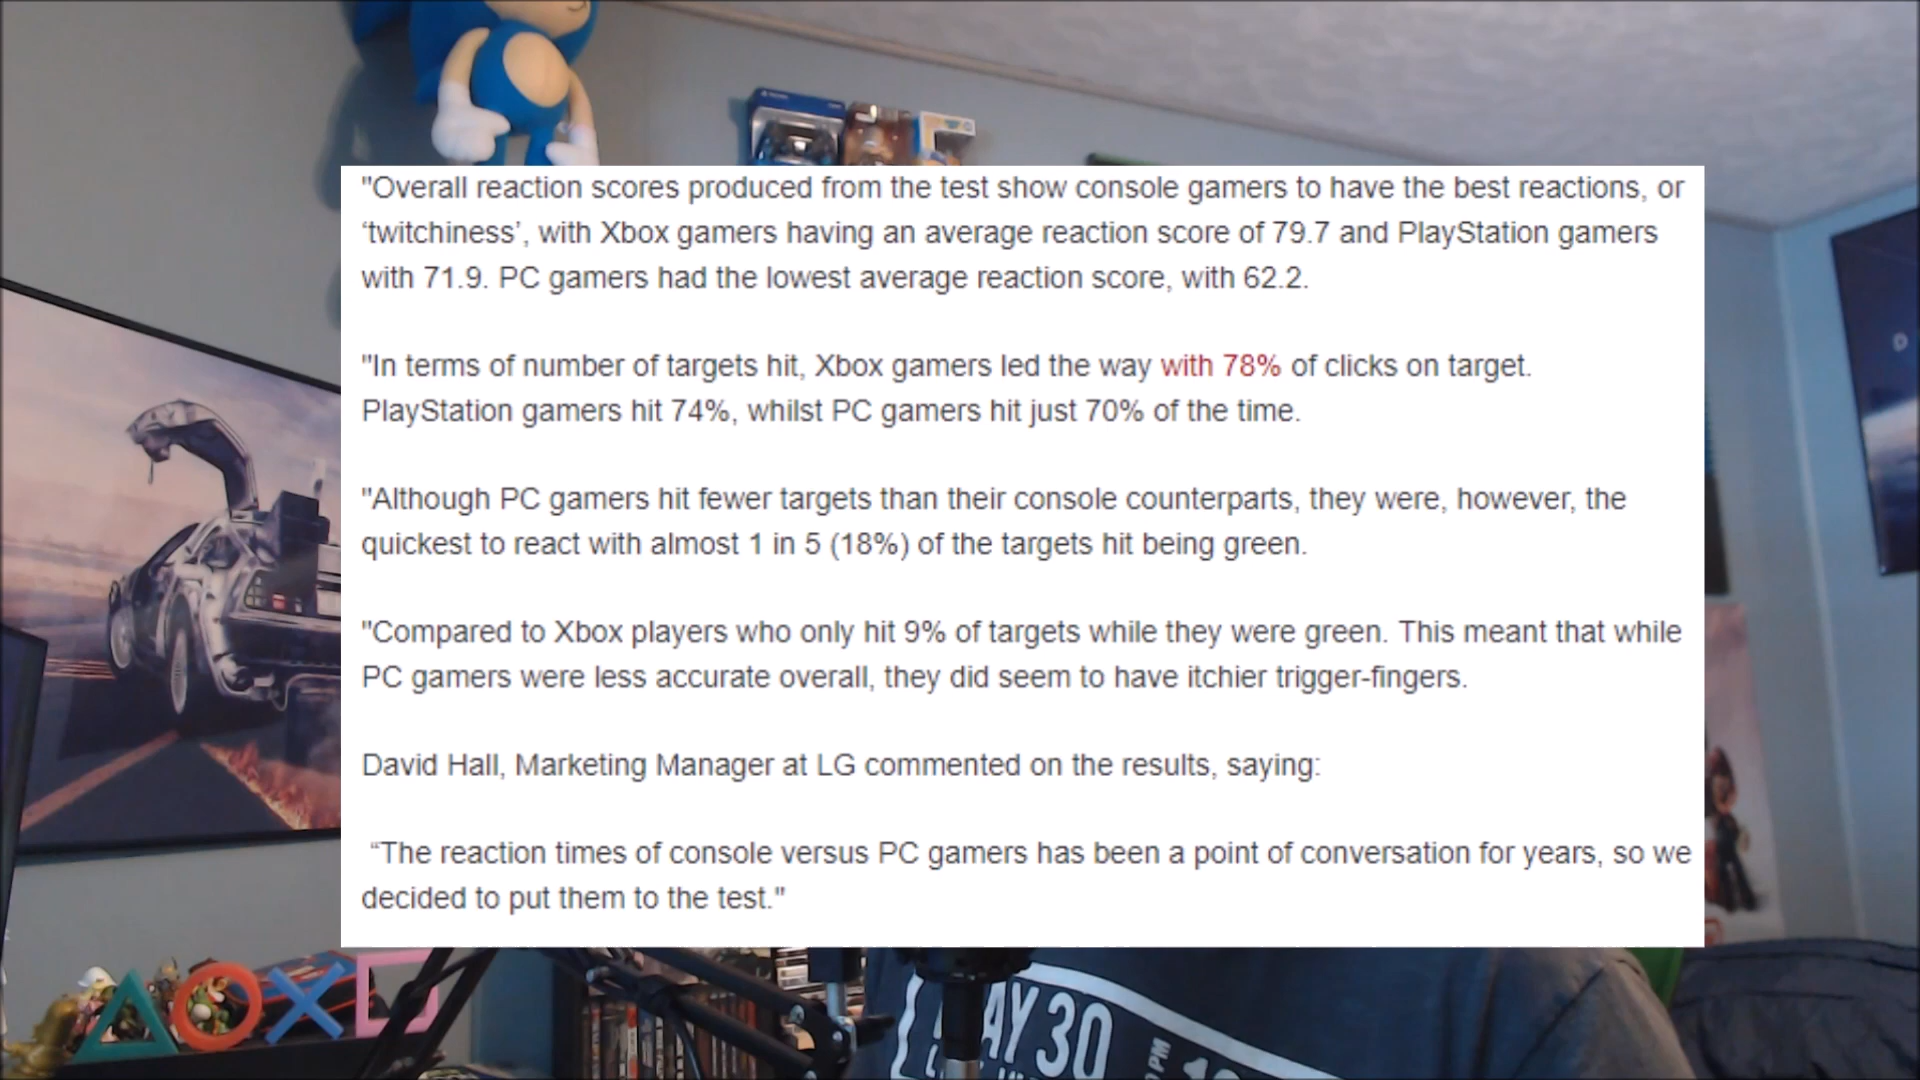 "Overall reaction scores produced from the test show console gamers to have the best reactions, or
‘twitchiness’, with Xbox gamers having an average reaction score of 79.7 and PlayStation gamers
with 71.9. PC gamers had the lowest average reaction score, with 62.2.
"In terms of number of targets hit, Xbox gamers led the way with 78% of clicks on target.
PlayStation gamers hit 74%, whilst PC gamers hit just 70% of the time.
"Although PC gamers hit fewer targets than their console counterparts, they were, however, the
quickest to react with almost 1 in 5 (18%) of the targets hit being green.
"Compared to Xbox players who only hit 9% of targets while they were green. This meant that while
PC gamers were less accurate overall, they did seem to have itchier trigger-fingers.
David Hall, Marketing Manager at LG commented on the results, saying:
“The reaction times of console versus PC gamers has been a point of conversation for years, so we
decided to put them to the test."
AY 30
PM